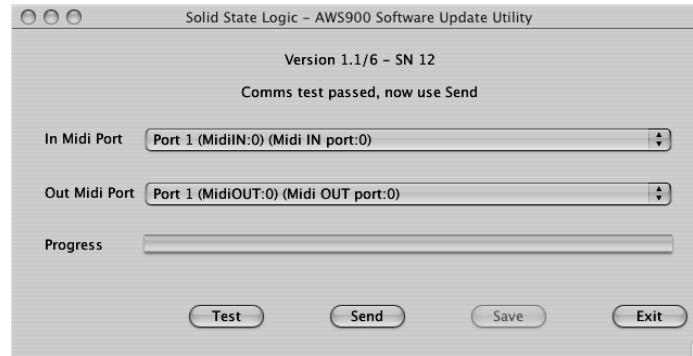 Solid State Logic – AWS900 Software Update Utility
Version 1.1/6 – SN 12
Comms test passed, now use Send
In Midi Port Port 1 (MidiIN:0) (Midi IN port:0)
Out Midi Port Port 1 (MidiOUT:0) (Midi OUT port:0)
Progress
Test Send Save Exit